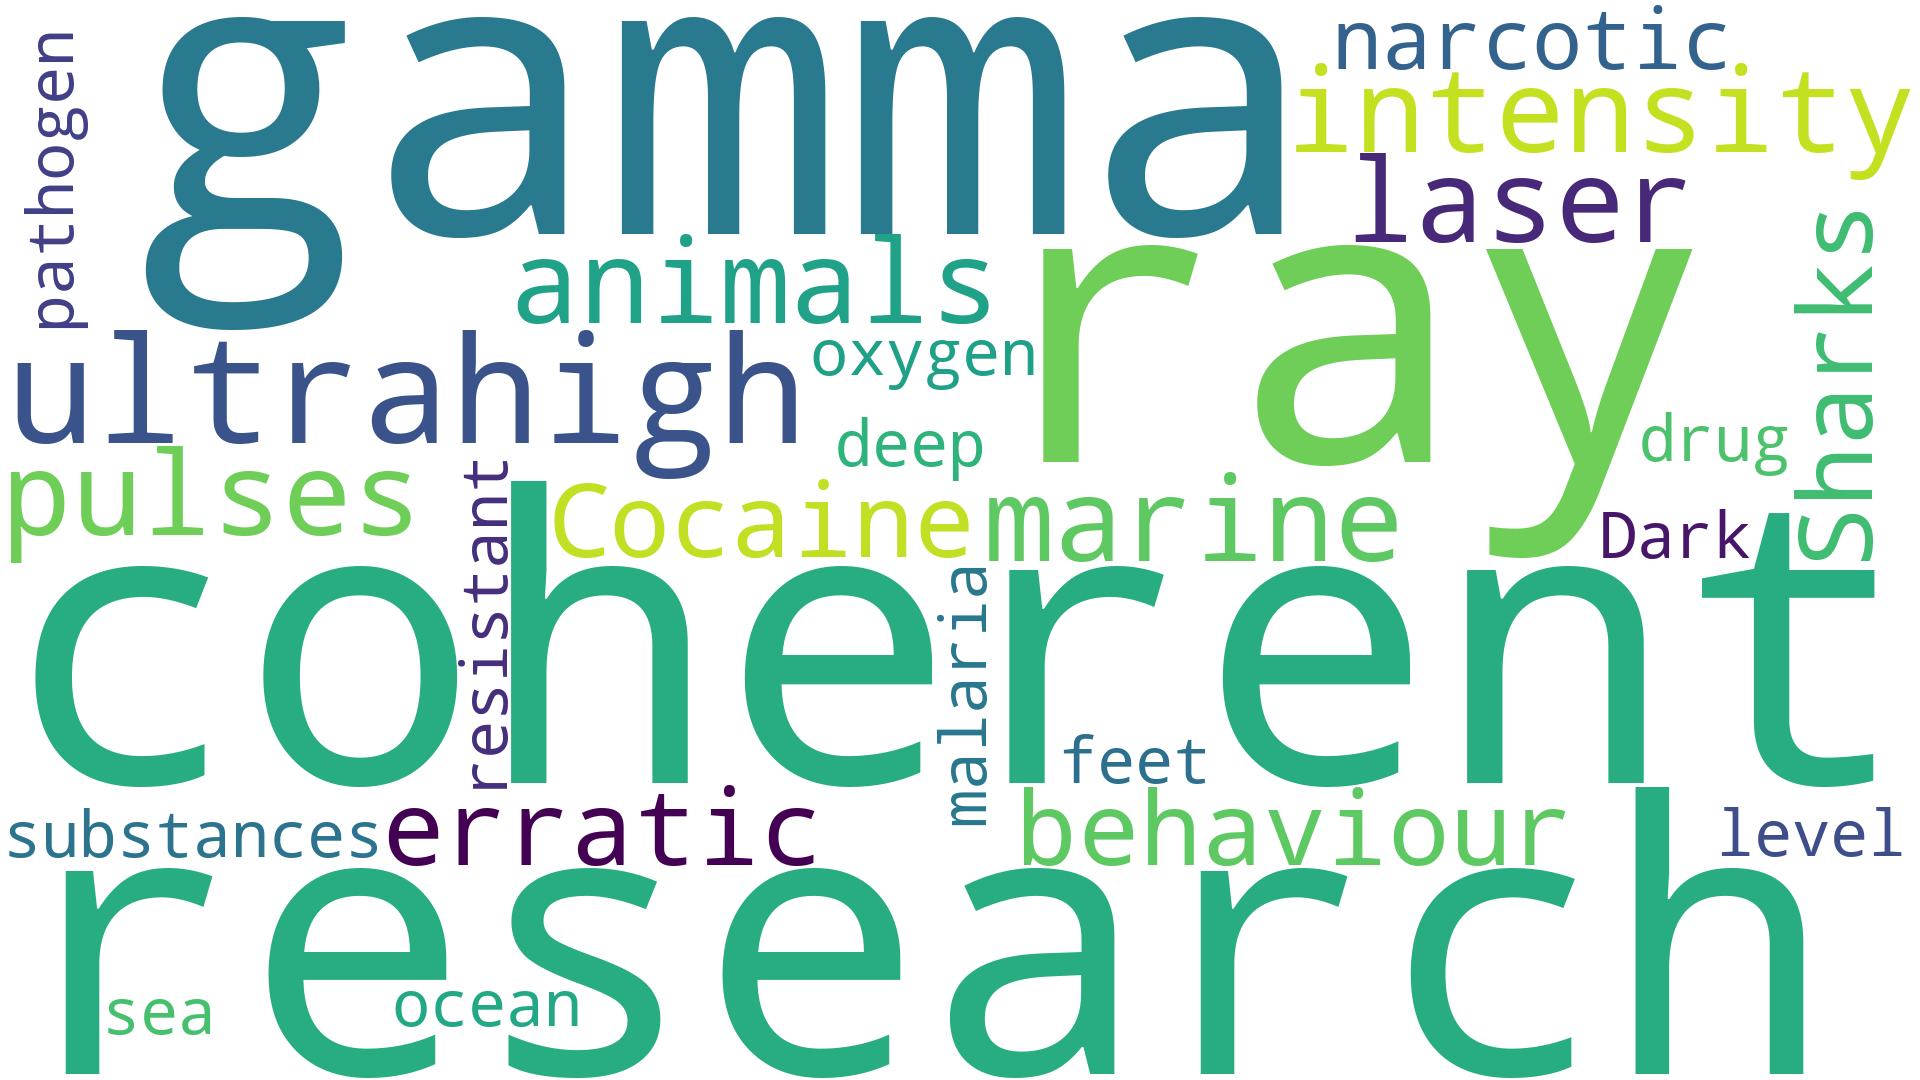 pathogen
gamma
narcotic
intensity
laser
animals
ray
Sharks
ultrahigh
oxygen
deep
drug
pulses
resistant
Cocaine
marine
Dark
coherent
malaria
feet
substances
erratic
behaviour
level
research
sea
ocean